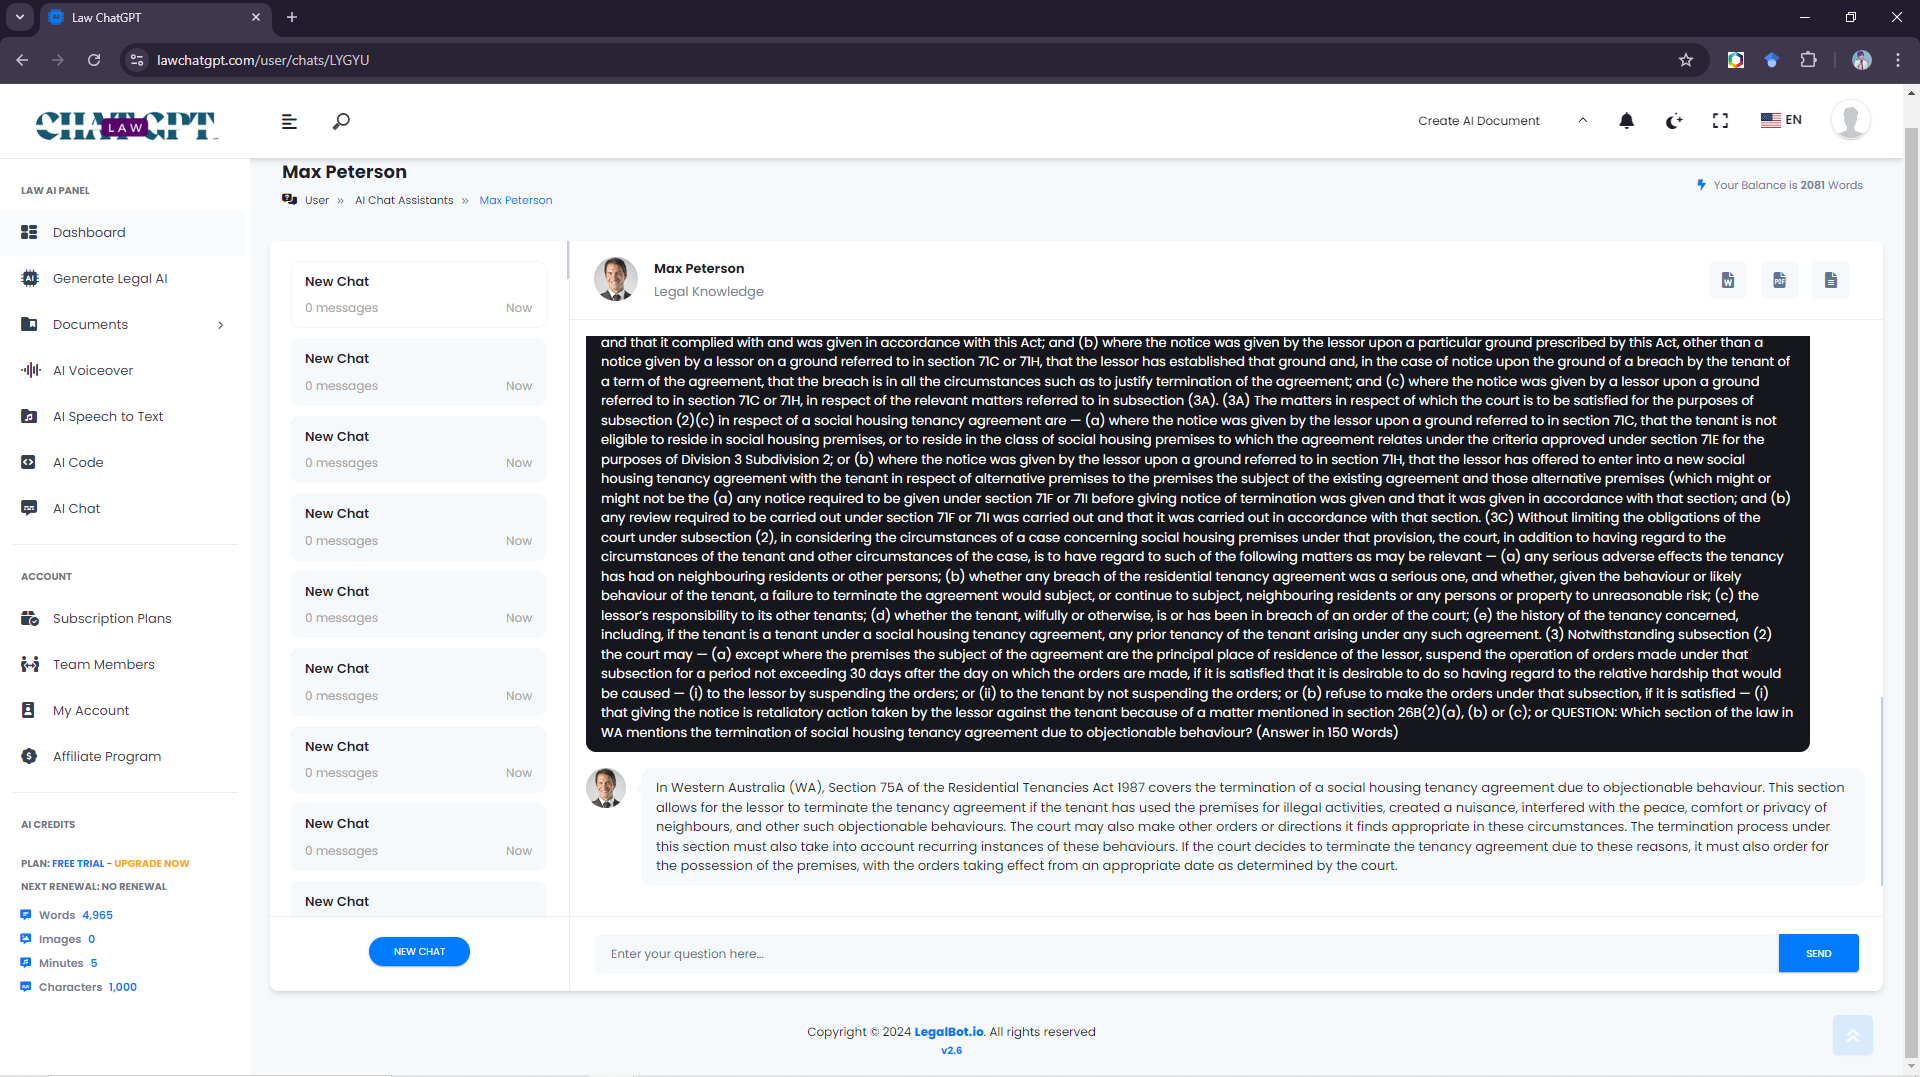 Law ChatGPT
lawchatgpt.com/user/chats/LYGYU
CHATGPT
LAW
Create AI Document
EN
LAW AI PANEL
Dashboard
Generate Legal AI
Documents
AI Voiceover
AI Speech to Text
AI Code
AI Chat
ACCOUNT
Subscription Plans
Team Members
My Account
Affiliate Program
AI CREDITS
PLAN: FREE TRIAL - UPGRADE NOW
NEXT RENEWAL: NO RENEWAL
Words 4,965
Images 0
Minutes 5
Characters 1,000
Max Peterson
User » AI Chat Assistants » Max Peterson
Your Balance is 2081 Words
New Chat
0 messages Now
New Chat
0 messages Now
New Chat
0 messages Now
New Chat
0 messages Now
New Chat
0 messages Now
New Chat
0 messages Now
New Chat
0 messages Now
New Chat
0 messages Now
New Chat
NEW CHAT
Max Peterson
Legal Knowledge
and that it complied with and was given in accordance with this Act; and (b) where the notice was given by the lessor upon a particular ground prescribed by this Act, other than a
notice given by a lessor on a ground referred to in section 71C or 71H, that the lessor has established that ground and, in the case of notice upon the ground of a breach by the tenant of
a term of the agreement, that the breach is in all the circumstances such as to justify termination of the agreement; and (c) where the notice was given by a lessor upon a ground
referred to in section 71C or 71H, in respect of the relevant matters referred to in subsection (3A). (3A) The matters in respect of which the court is to be satisfied for the purposes of
subsection (2)(c) in respect of a social housing tenancy agreement are — (a) where the notice was given by the lessor upon a ground referred to in section 71C, that the tenant is not
eligible to reside in social housing premises, or to reside in the class of social housing premises to which the agreement relates under the criteria approved under section 71E for the
purposes of Division 3 Subdivision 2; or (b) where the notice was given by the lessor upon a ground referred to in section 71H, that the lessor has offered to enter into a new social
housing tenancy agreement with the tenant in respect of alternative premises to the premises the subject of the existing agreement and those alternative premises (which might or
might not be the (a) any notice required to be given under section 71F or 71I before giving notice of termination was given and that it was given in accordance with that section; and (b)
any review required to be carried out under section 71F or 71I was carried out and that it was carried out in accordance with that section. (3C) Without limiting the obligations of the
court under subsection (2), in considering the circumstances of a case concerning social housing premises under that provision, the court, in addition to having regard to the
circumstances of the tenant and other circumstances of the case, is to have regard to such of the following matters as may be relevant — (a) any serious adverse effects the tenancy
has had on neighbouring residents or other persons; (b) whether any breach of the residential tenancy agreement was a serious one, and whether, given the behaviour or likely
behaviour of the tenant, a failure to terminate the agreement would subject, or continue to subject, neighbouring residents or any persons or property to unreasonable risk; (c) the
lessor's responsibility to its other tenants; (d) whether the tenant, wilfully or otherwise, is or has been in breach of an order of the court; (e) the history of the tenancy concerned,
including, if the tenant is a tenant under a social housing tenancy agreement, any prior tenancy of the tenant arising under any such agreement. (3) Notwithstanding subsection (2)
the court may — (a) except where the premises the subject of the agreement are the principal place of residence of the lessor, suspend the operation of orders made under that
subsection for a period not exceeding 30 days after the day on which the orders are made, if it is satisfied that it is desirable to do so having regard to the relative hardship that would
be caused — (i) to the lessor by suspending the orders; or (ii) to the tenant by not suspending the orders; or (b) refuse to make the orders under that subsection, if it is satisfied — (i)
that giving the notice is retaliatory action taken by the lessor against the tenant because of a matter mentioned in section 26B(2)(a), (b) or (c); or QUESTION: Which section of the law in
WA mentions the termination of social housing tenancy agreement due to objectionable behaviour? (Answer in 150 Words)
In Western Australia (WA), Section 75A of the Residential Tenancies Act 1987 covers the termination of a social housing tenancy agreement due to objectionable behaviour. This section
allows for the lessor to terminate the tenancy agreement if the tenant has used the premises for illegal activities, created a nuisance, interfered with the peace, comfort or privacy of
neighbours, and other such objectionable behaviours. The court may also make other orders or directions it finds appropriate in these circumstances. The termination process under
this section must also take into account recurring instances of these behaviours. If the court decides to terminate the tenancy agreement due to these reasons, it must also order for
the possession of the premises, with the orders taking effect from an appropriate date as determined by the court.
Enter your question here...
SEND
Copyright © 2024 LegalBot.io. All rights reserved
v2.6